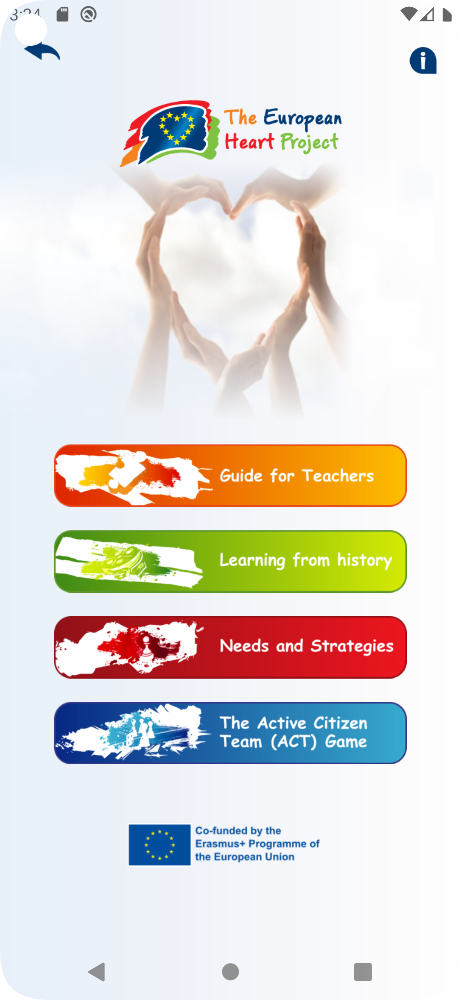 The European
Heart Project
Guide for Teachers
Learning from history
Needs and Strategies
The Active Citizen
Team (ACT) Game
Co-funded by the
Erasmus+ Programme of
the European Union